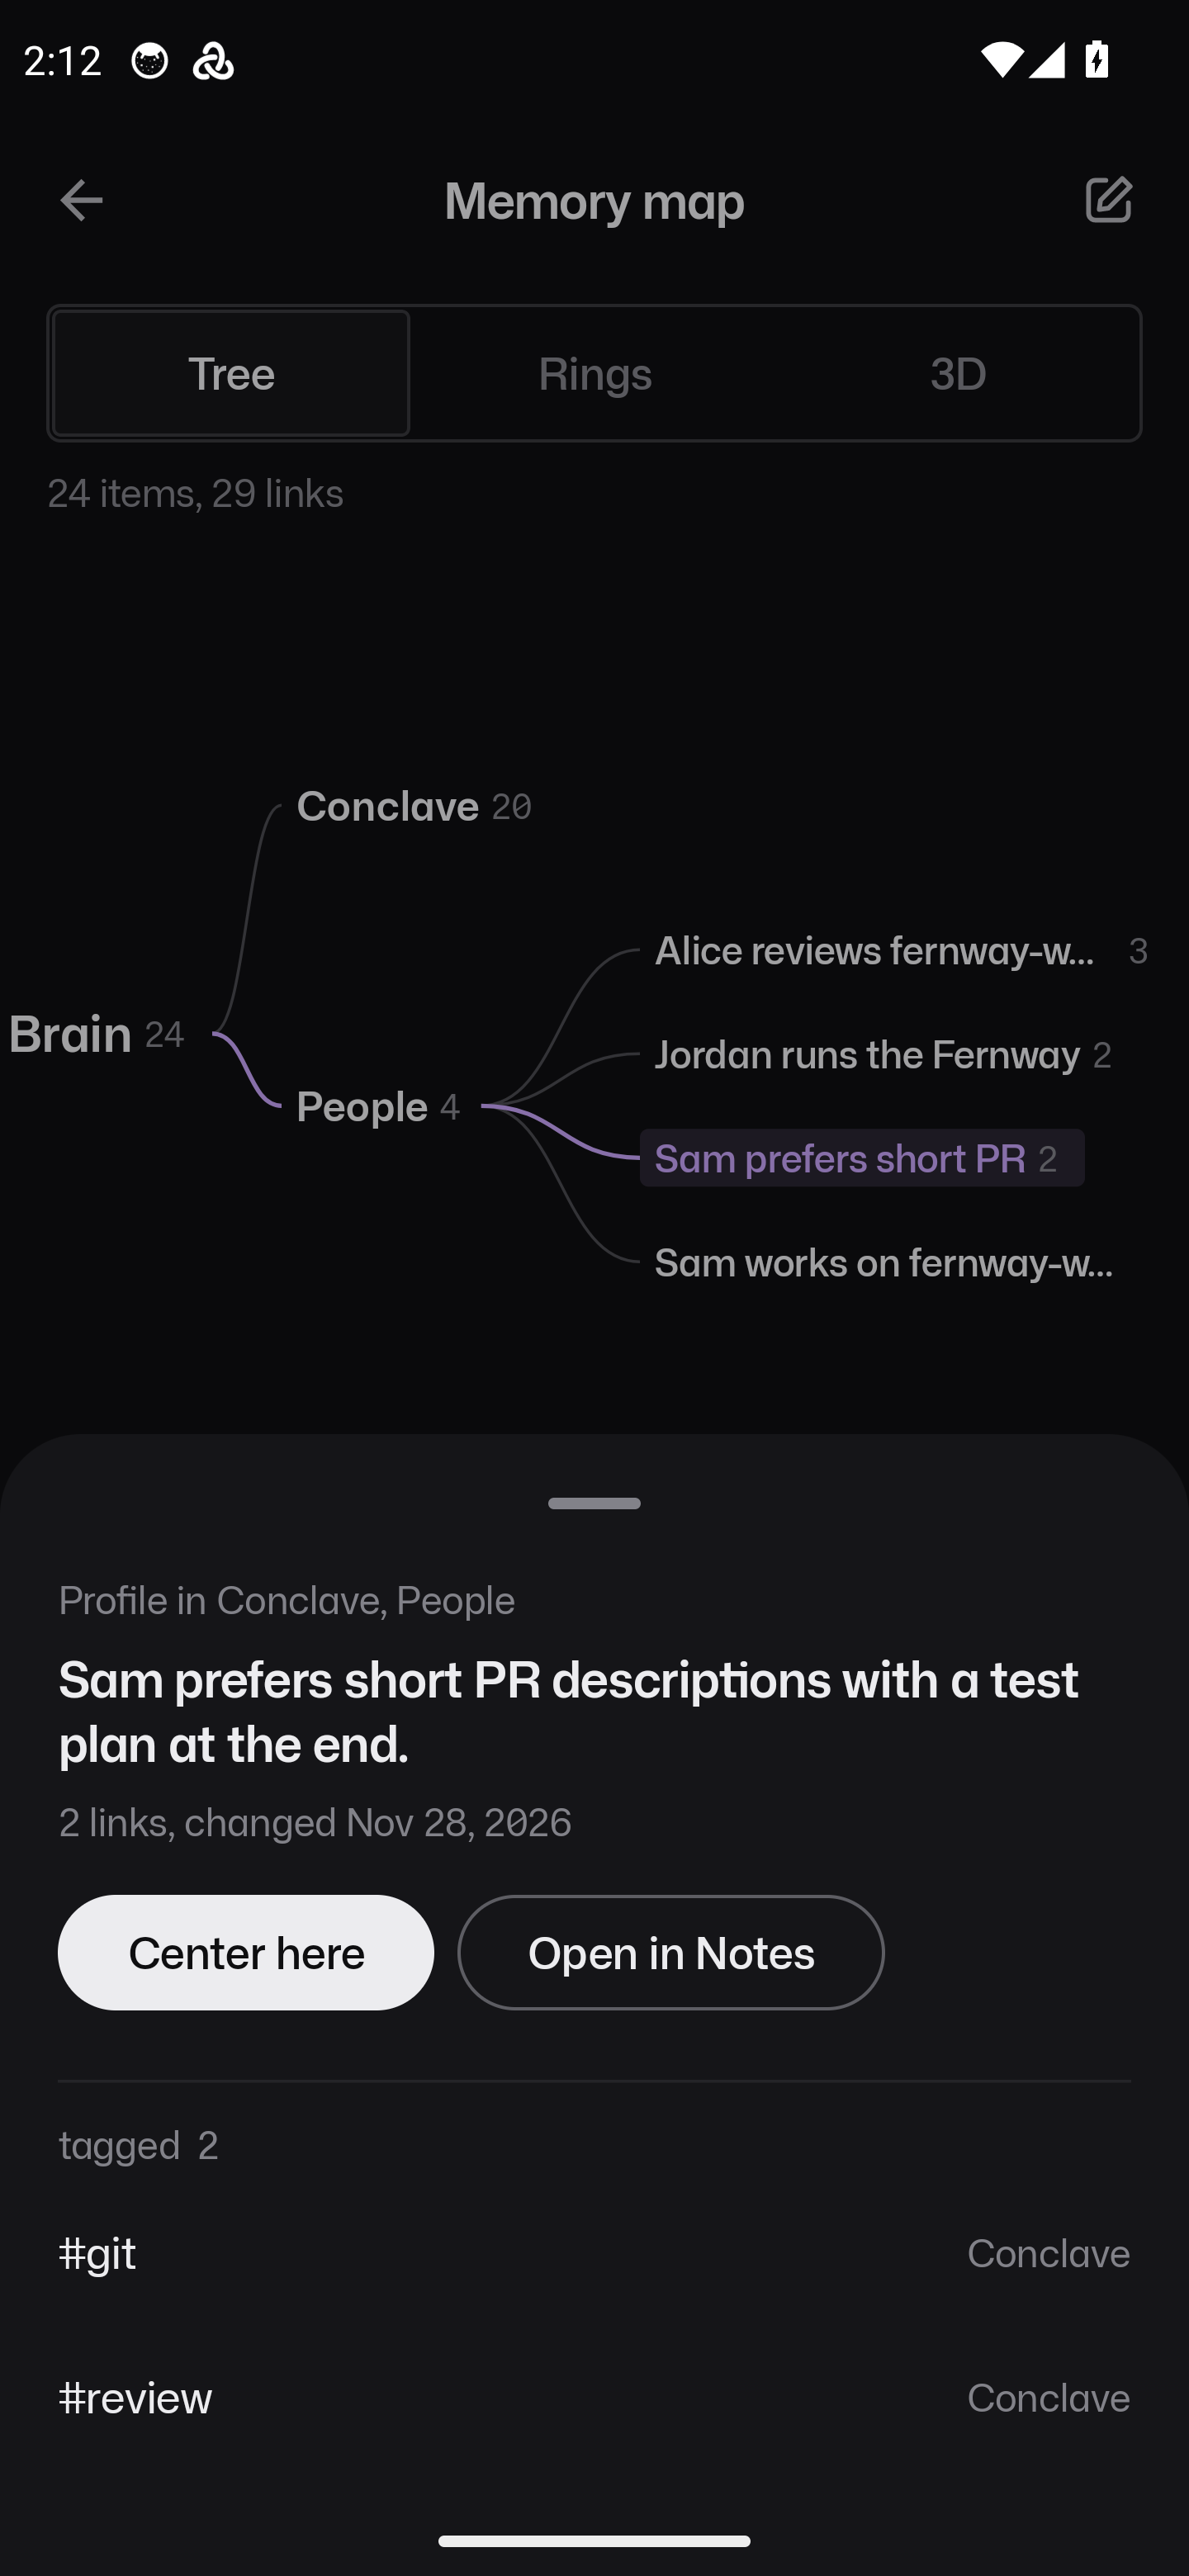 2:12
Memory map
Tree
Rings
3D
24 items, 29 links
Conclave 20
Alice reviews fernway-w... 3
Brain 24
Jordan runs the Fernway 2
People 4
Sam prefers short PR 2
Sam works on fernway-w...
Profile in Conclave, People
Sam prefers short PR descriptions with a test
plan at the end.
2 links, changed Nov 28, 2026
Center here
Open in Notes
tagged 2
#git
Conclave
#review
Conclave